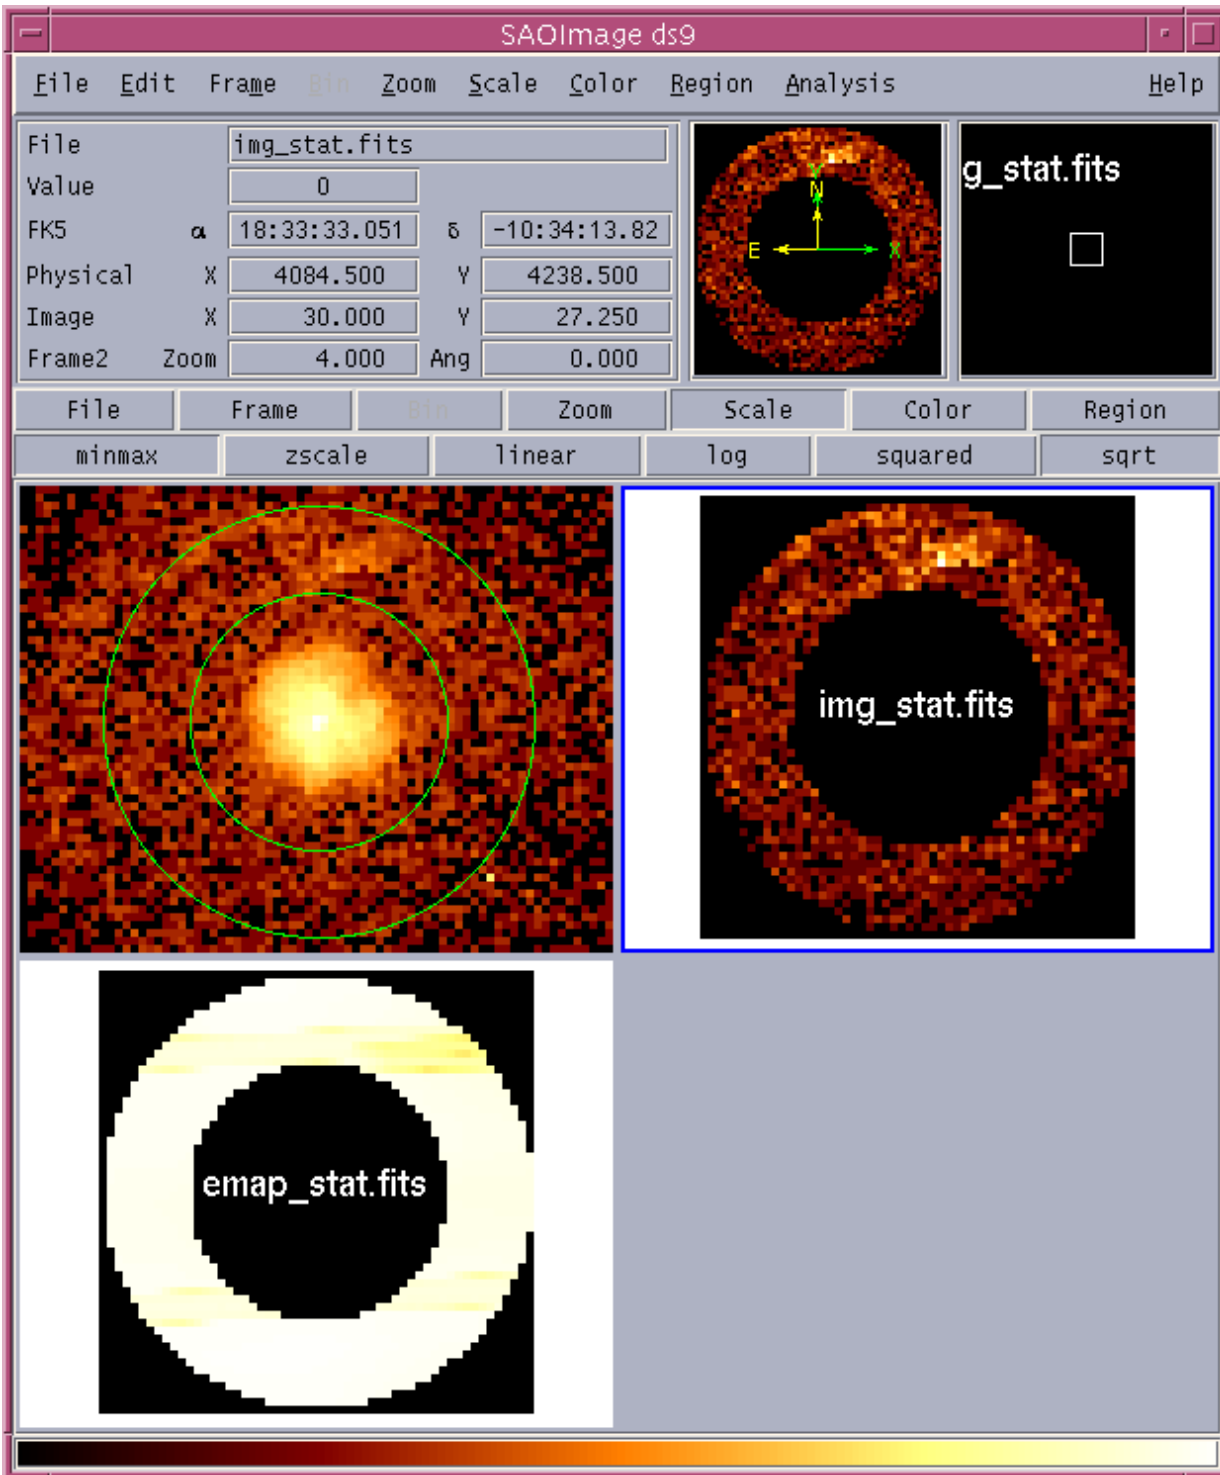 SAOImage ds9
File Edit Frame Bin Zoom Scale Color Region Analysis Help
File img_stat.fits
Value 0
FK5 α 18:33:33.051 δ -10:34:13.82
Physical X 4084.500 Y 4238.500
Image X 30.000 Y 27.250
Frame2 Zoom 4.000 Ang 0.000
Y
N
E X
g_stat.fits
File Frame Bin Zoom Scale Color Region
minmax zscale linear log squared sqrt
img_stat.fits
emap_stat.fits